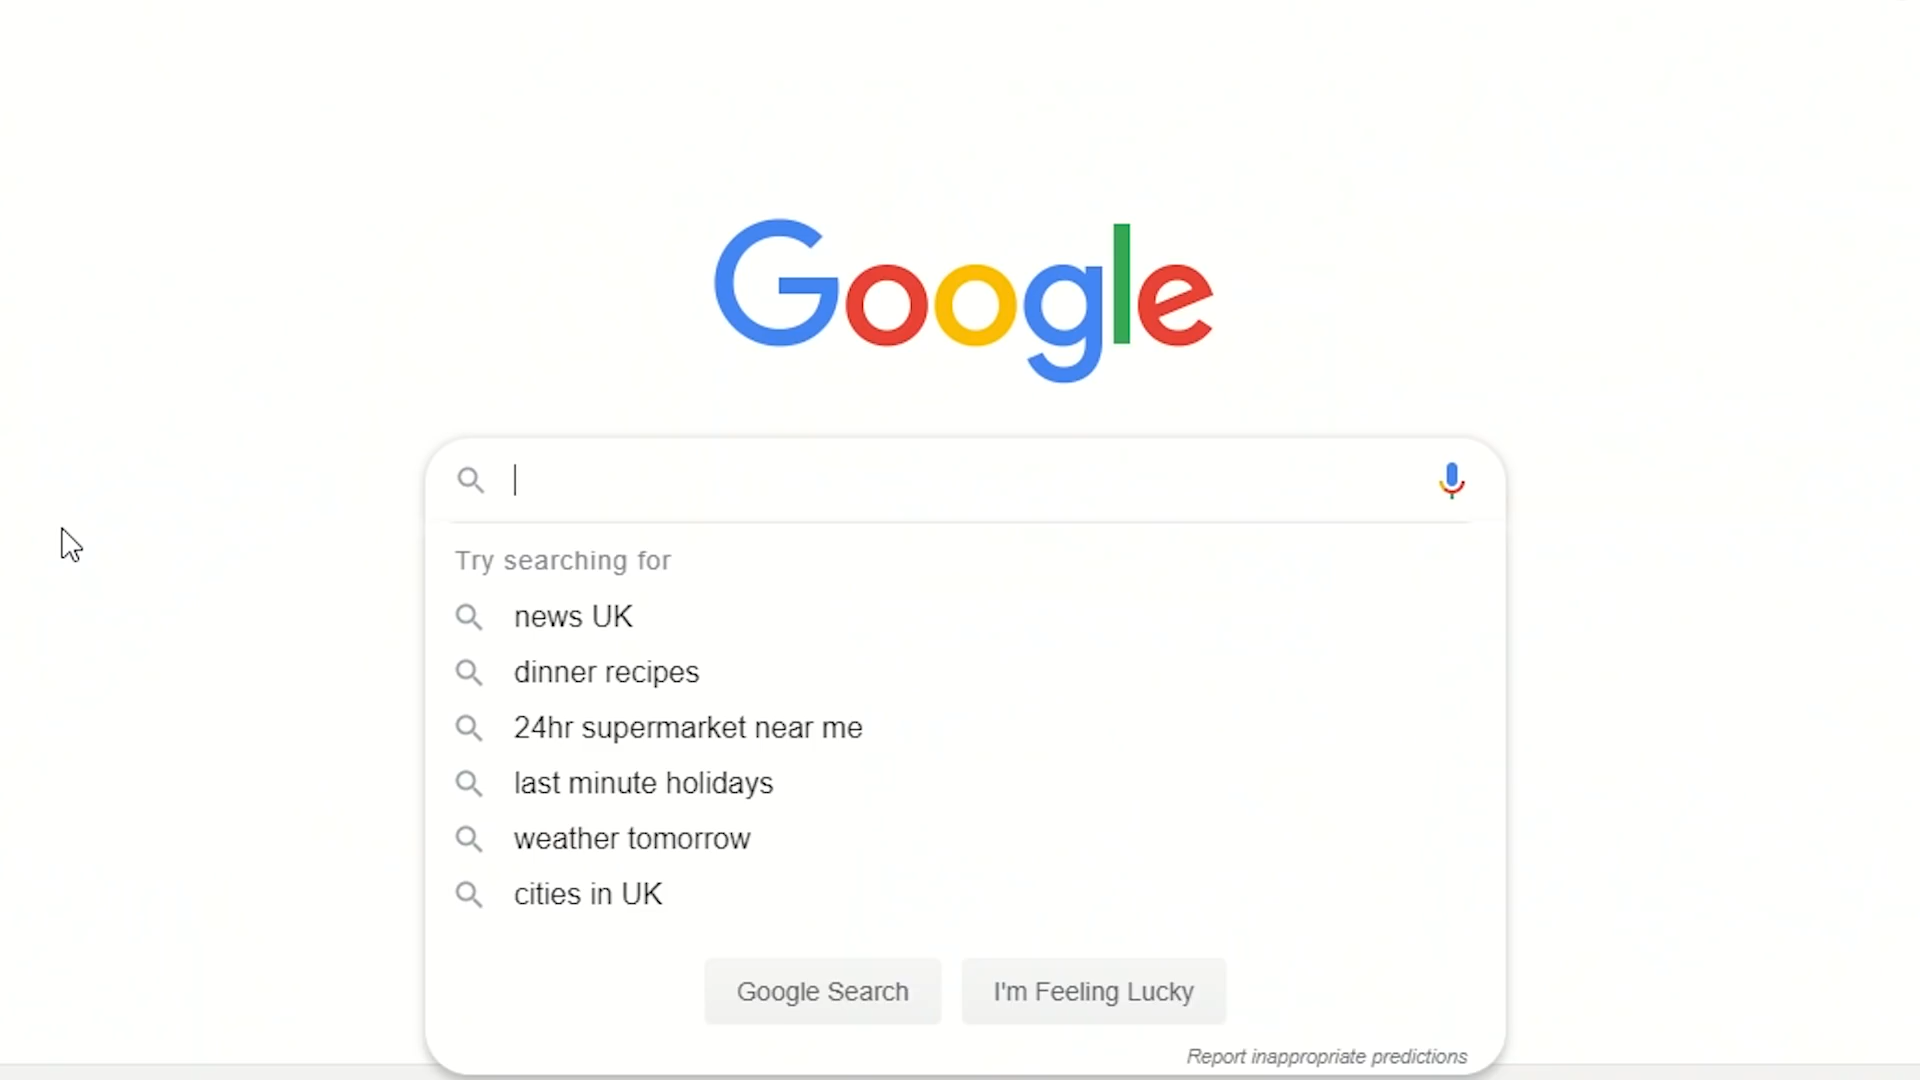 Google
Try searching for
news UK
dinner recipes
24hr supermarket near me
last minute holidays
weather tomorrow
cities in UK
Google Search I'm Feeling Lucky
Report inappropriate predictions